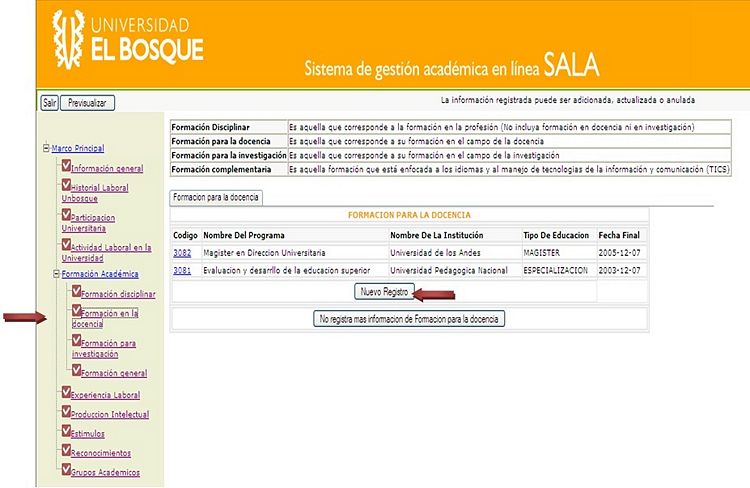 UNIVERSIDAD
EL BOSQUE
Sistema de gestión académica en línea SALA
Salir Previsualizar
La información registrada puede ser adicionada, actualizada o anulada
Marco Principal
Información general
Historial Laboral
Unbosque
Participacion
Universitaria
Actividad Laboral en la
Universidad
Formación Académica
Formación disciplinar
Formación en la
docencia
Formación para
investigación
Formación general
Experiencia Laboral
Produccion Intelectual
Estimulos
Reconocimientos
Grupos Academicos
Formación Disciplinar Es aquella que corresponde a la formación en la profesión (No incluya formación en docencia ni en investigación)
Formación para la docencia Es aquella que corresponde a su formación en el campo de la docencia
Formación para la investigación Es aquella que corresponde a su formación en el campo de la investigación
Formación complementaria Es aquella formación que está enfocada a los idiomas y al manejo de tecnologías de la información y comunicación (TICS)
Formacion para la docencia
FORMACION PARA LA DOCENCIA
Codigo Nombre Del Programa Nombre De La Institución Tipo De Educacion Fecha Final
3082 Magister en Direccion Universitaria Universidad de los Andes MAGISTER 2005-12-07
3081 Evaluacion y desarrllo de la educacion superior Universidad Pedagogica Nacional ESPECIALIZACION 2003-12-07
Nuevo Registro
No registra mas informacion de Formacion para la docencia